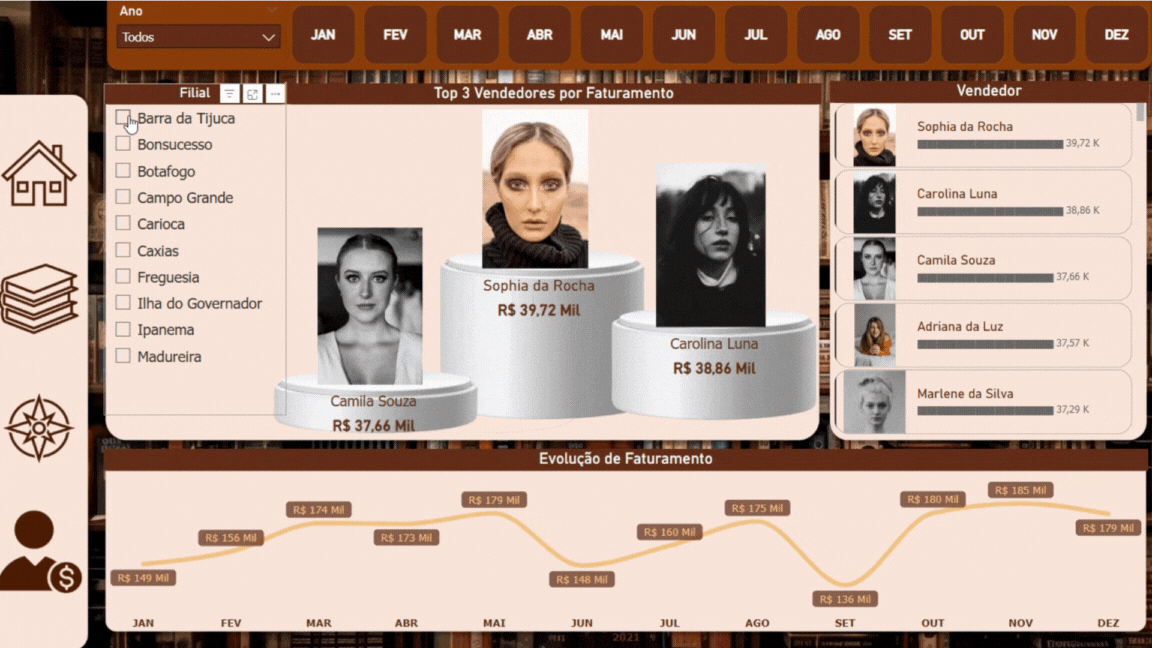 Ano
Todos
JAN FEV MAR ABR MAI JUN JUL AGO SET OUT NOV DEZ
Filial
Barra da Tijuca
Bonsucesso
Botafogo
Campo Grande
Carioca
Caxias
Freguesia
Ilha do Governador
Ipanema
Madureira
Top 3 Vendedores por Faturamento
Sophia da Rocha
R$ 39,72 Mil
Carolina Luna
R$ 38,86 Mil
Camila Souza
R$ 37,66 Mil
Vendedor
Sophia da Rocha
39,72 K
Carolina Luna
38,86 K
Camila Souza
37,66 K
Adriana da Luz
37,57 K
Marlene da Silva
37,29 K
Evolução de Faturamento
R$ 149 Mil
R$ 156 Mil
R$ 174 Mil
R$ 173 Mil
R$ 179 Mil
R$ 148 Mil
R$ 160 Mil
R$ 175 Mil
R$ 136 Mil
R$ 180 Mil
R$ 185 Mil
R$ 179 Mil
JAN FEV MAR ABR MAI JUN JUL AGO SET OUT NOV DEZ
2021